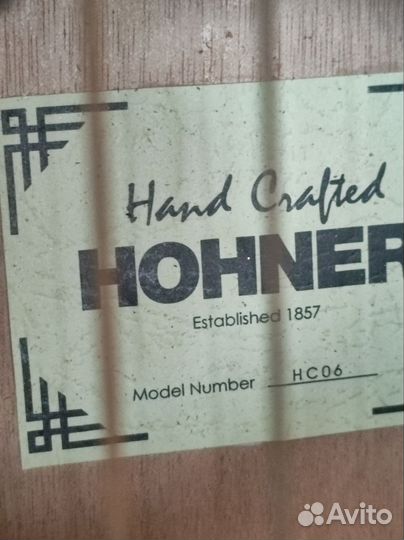 Hand Crafted
HOHNER
Established 1857
Model Number HC06
Avito